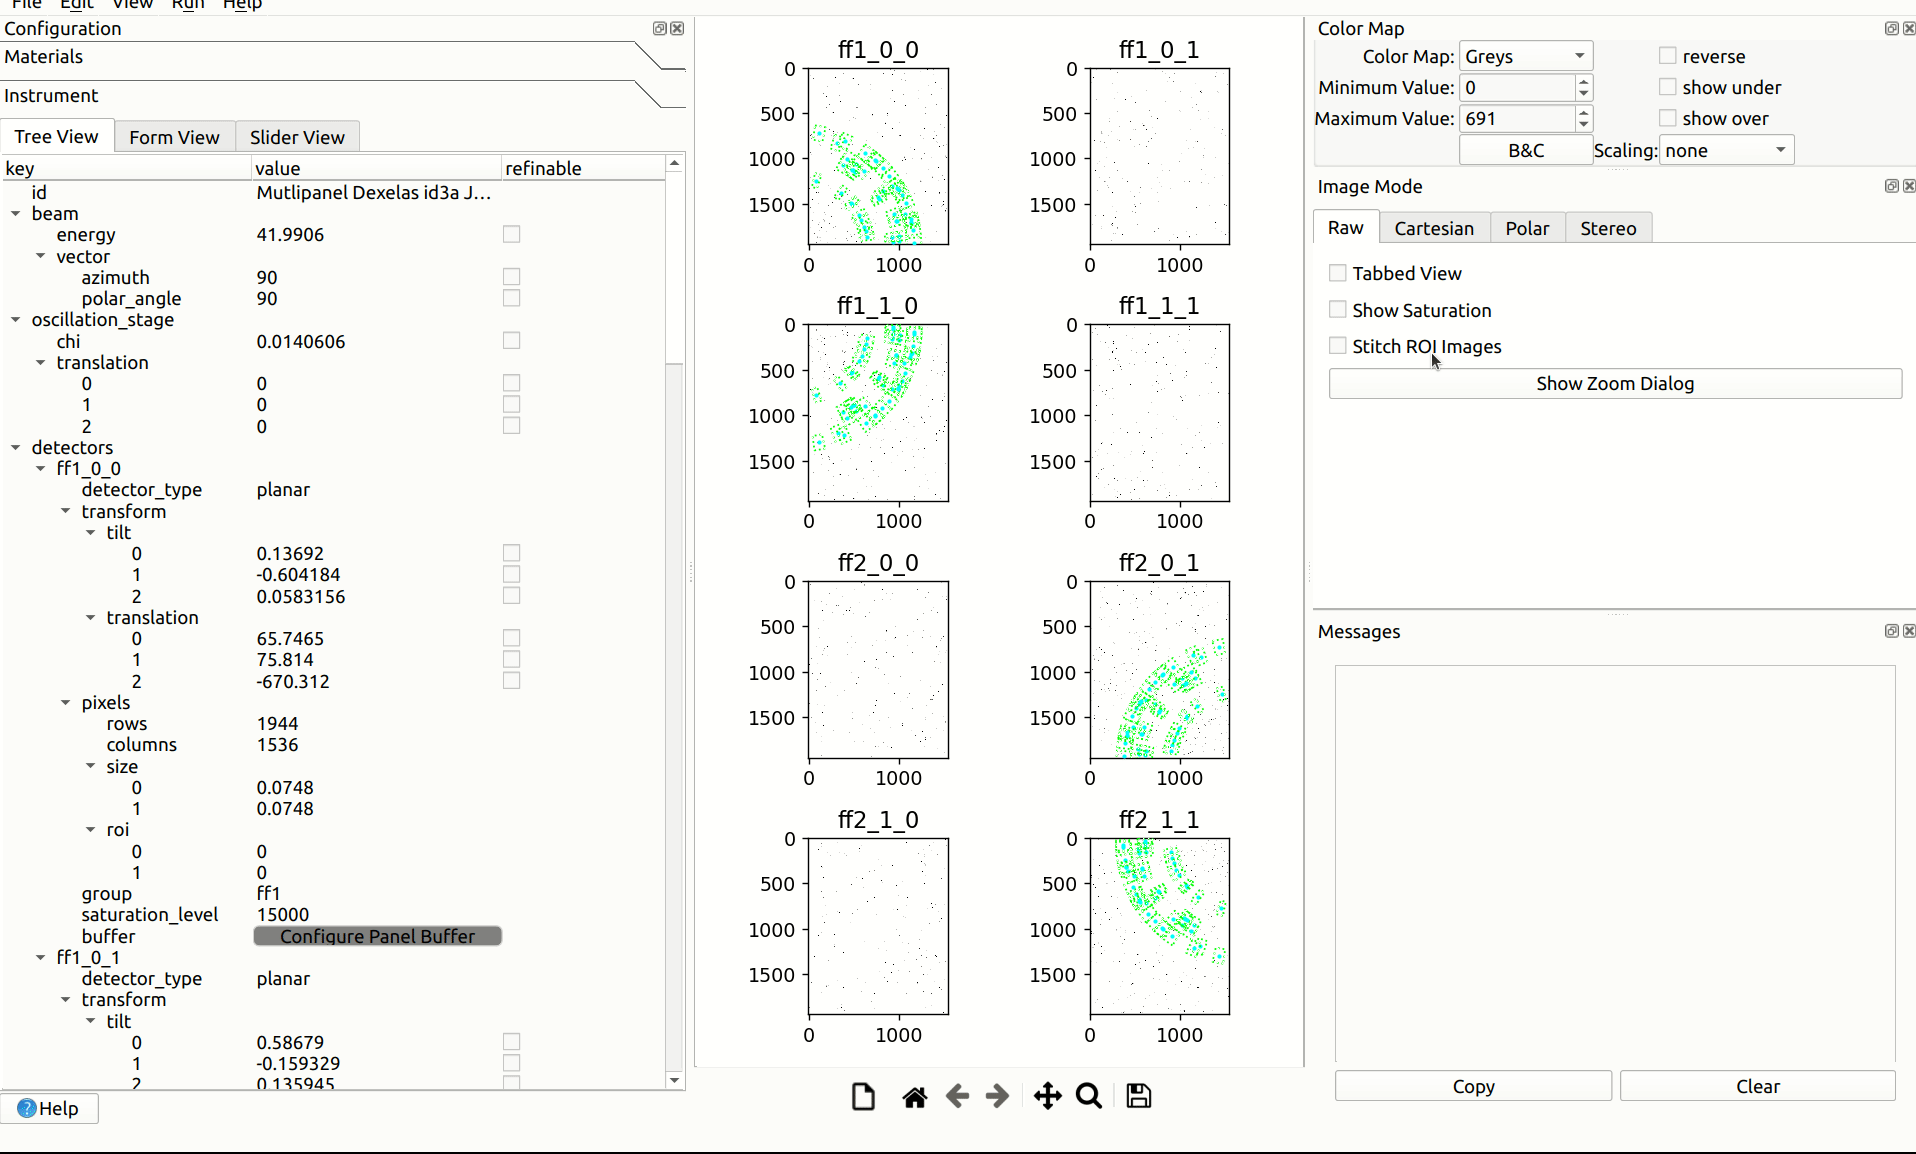 File Edit View Run Help
Configuration
Materials
Instrument
Tree View Form View Slider View
key value refinable
id Mutlipanel Dexelas id3a J...
beam
energy 41.9906
vector
azimuth 90
polar_angle 90
oscillation_stage
chi 0.0140606
translation
0 0
1 0
2 0
detectors
ff1_0_0
detector_type planar
transform
tilt
0 0.13692
1 -0.604184
2 0.0583156
translation
0 65.7465
1 75.814
2 -670.312
pixels
rows 1944
columns 1536
size
0 0.0748
1 0.0748
roi
0 0
1 0
group ff1
saturation_level 15000
buffer Configure Panel Buffer
ff1_0_1
detector_type planar
transform
tilt
0 0.58679
1 -0.159329
2 0.135945
Help
ff1_0_0
0
500
1000
1500
0 1000
ff1_0_1
0
500
1000
1500
0 1000
ff1_1_0
0
500
1000
1500
0 1000
ff1_1_1
0
500
1000
1500
0 1000
ff2_0_0
0
500
1000
1500
0 1000
ff2_0_1
0
500
1000
1500
0 1000
ff2_1_0
0
500
1000
1500
0 1000
ff2_1_1
0
500
1000
1500
0 1000
Color Map
Color Map: Greys reverse
Minimum Value: 0 show under
Maximum Value: 691 show over
B&C Scaling: none
Image Mode
Raw Cartesian Polar Stereo
Tabbed View
Show Saturation
Stitch ROI Images
Show Zoom Dialog
Messages
Copy Clear